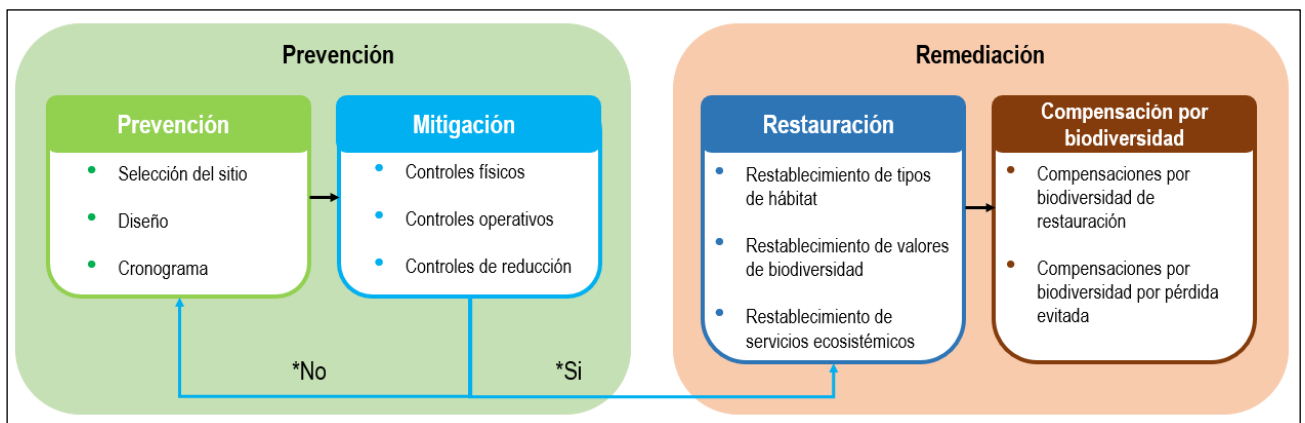 Prevención
Prevención
Selección del sitio
Diseño
Cronograma
Mitigación
Controles físicos
Controles operativos
Controles de reducción
*No
*Si
Remediación
Restauración
Restablecimiento de tipos
de hábitat
Restablecimiento de valores
de biodiversidad
Restablecimiento de
servicios ecosistémicos
Compensación por
biodiversidad
Compensaciones por
biodiversidad de
restauración
Compensaciones por
biodiversidad por pérdida
evitada